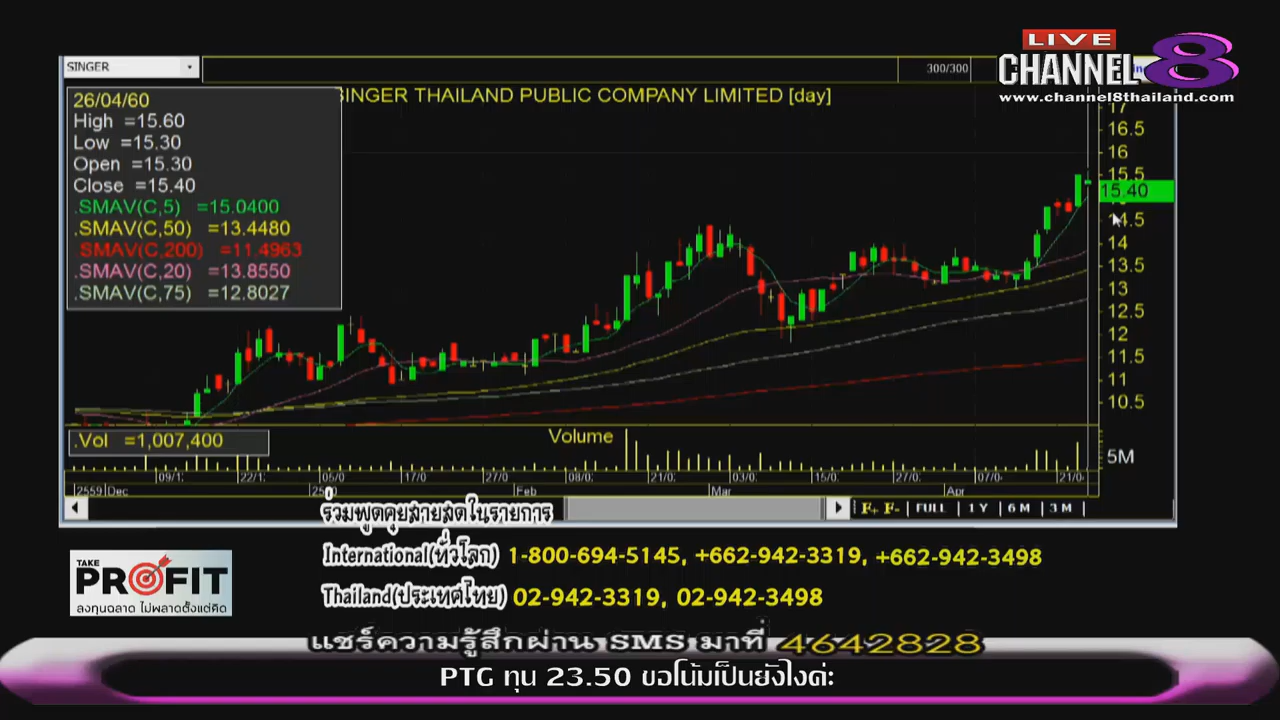 LIVE
CHANNEL 8
www.channel8thailand.com
SINGER
300/300
SINGER THAILAND PUBLIC COMPANY LIMITED [day]
26/04/60
High =15.60
Low =15.30
Open =15.30
Close =15.40
.SMAV(C,5) =15.0400
.SMAV(C,50) =13.4480
.SMAV(C,200) =11.4963
.SMAV(C,20) =13.8550
.SMAV(C,75) =12.8027
17
16.5
16
15.5
15.40
14.5
14
13.5
13
12.5
12
11.5
11
10.5
.Vol =1,007,400
Volume
5M
09/1 22/1 05/0 17/0 27/0 08/ 21/0 03/0 15/0 27/ 07/0 21/0
2559 Dec Feb Mar Apr
F+ F- FULL 1 Y 6 M 3 M
ร่วมพูดคุยสายสดในรายการ
International(ทั่วโลก) 1-800-694-5145, +662-942-3319, +662-942-3498
Thailand(ประเทศไทย) 02-942-3319, 02-942-3498
TAKE
PROFIT
ลงทุนฉลาด ไม่พลาดตั้งแต่คิด
แชร์ความรู้สึกผ่าน SMS มาที่ 4642828
PTG ทุน 23.50 ขอโน้มเป็นยังไงค่ะ